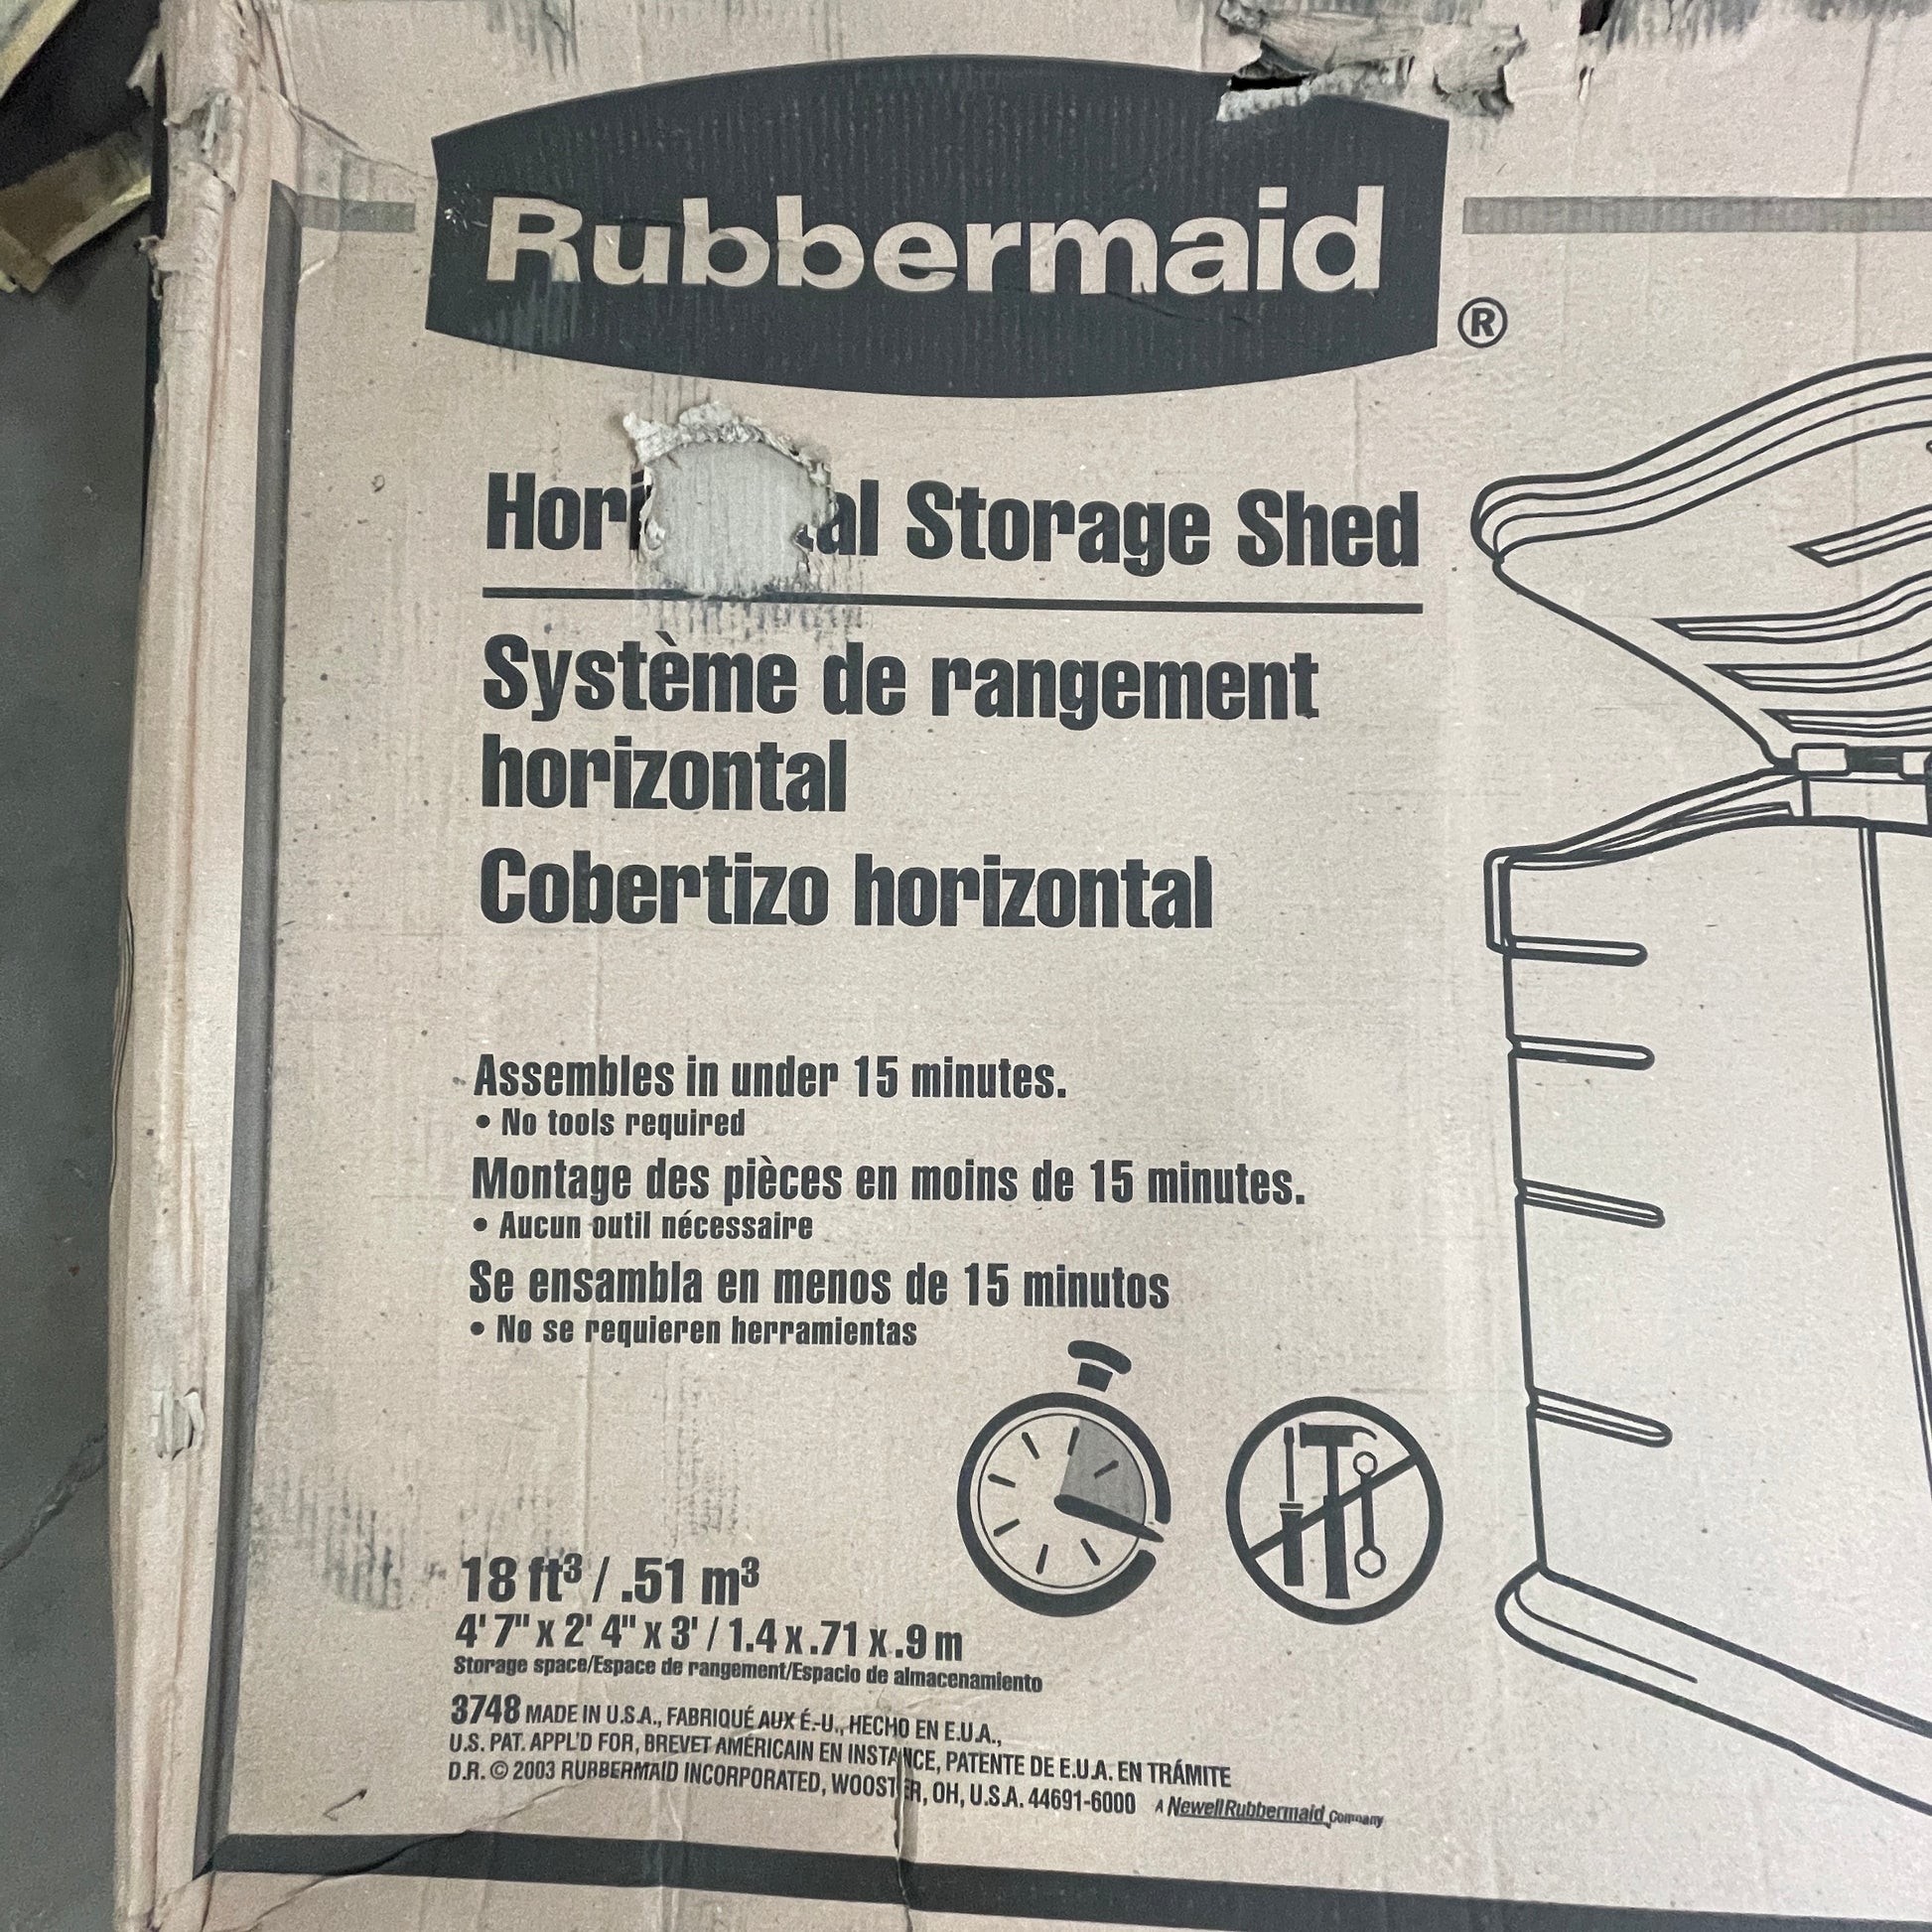 Rubbermaid
®
Storage Shed
Système de rangement
horizontal
Cobertizo horizontal
Assembles in under 15 minutes.
• No tools required
Montage des pièces en moins de 15 minutes.
• Aucun outil nécessaire
Se ensambla en menos de 15 minutos
• No se requieren herramientas
18 ft³ / .51 m³
4' 7" x 2' 4" x 3' / 1.4 x .71 x .9 m
Storage space/Espace de rangement/Espacio de almacenamiento
3748 MADE IN U.S.A., FABRIQUÉ AUX É.-U., HECHO EN E.U.A.,
U.S. PAT. APPL'D FOR, BREVET AMÉRICAIN EN INSTANCE, PATENTE DE E.U.A. EN TRÁMITE
D.R. © 2003 RUBBERMAID INCORPORATED, WOOSTER, OH, U.S.A. 44691-6000 A NewellRubbermaid Company